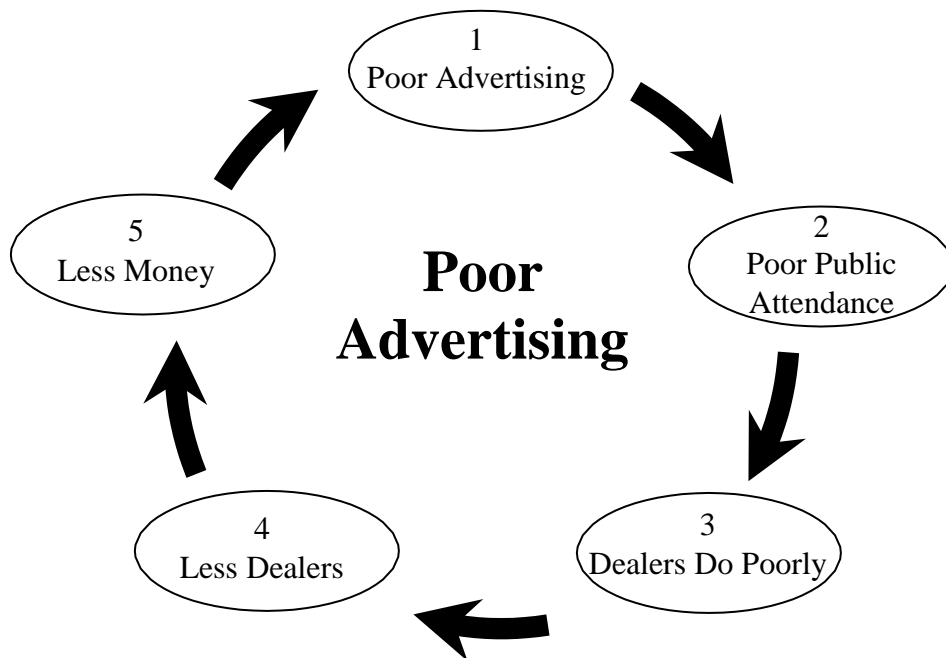 1
Poor Advertising
2
Poor Public
Attendance
3
Dealers Do Poorly
4
Less Dealers
5
Less Money
Poor
Advertising